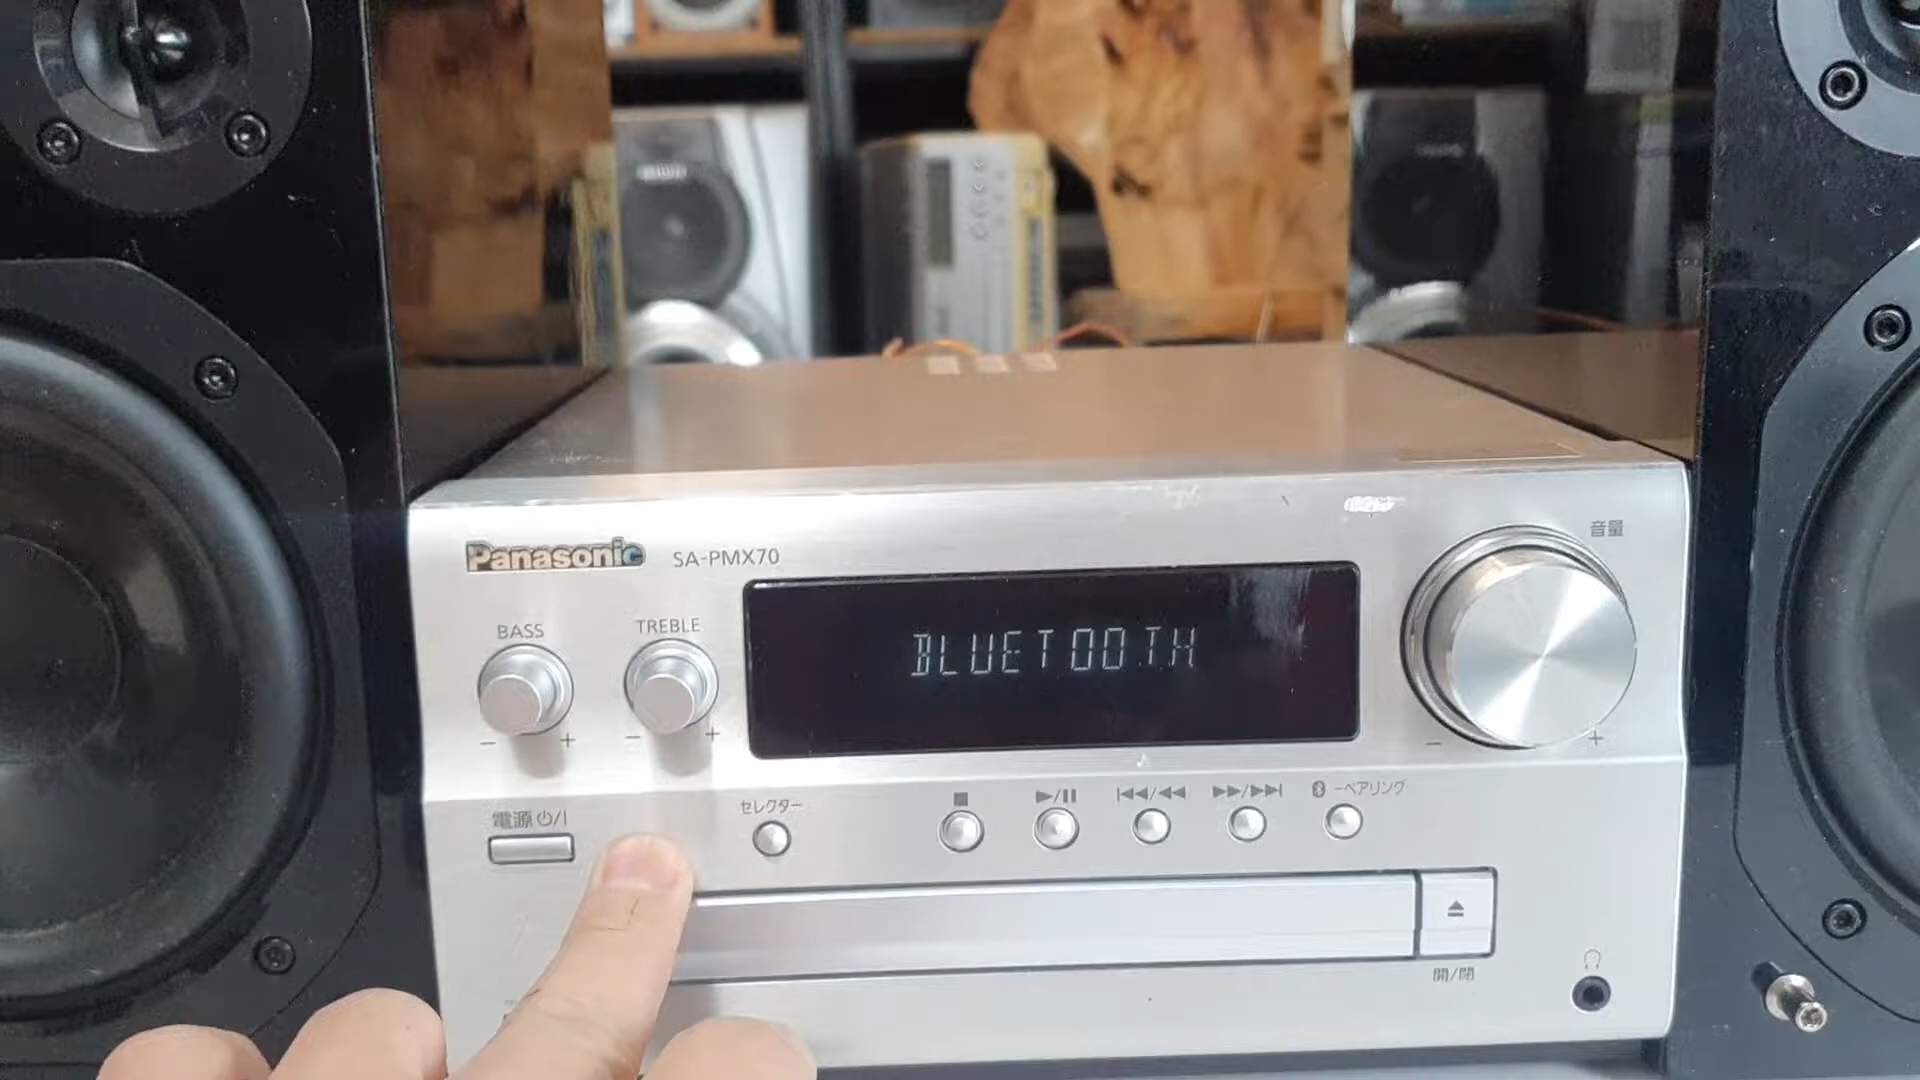 Panasonic SA-PMX70
音量
BLUETOOTH
BASS TREBLE
- + - +
- +
電源 ⏻/I
セレクター
■ ▶/II I◀◀/◀◀ ▶▶/▶▶I
-ペアリング
開/閉